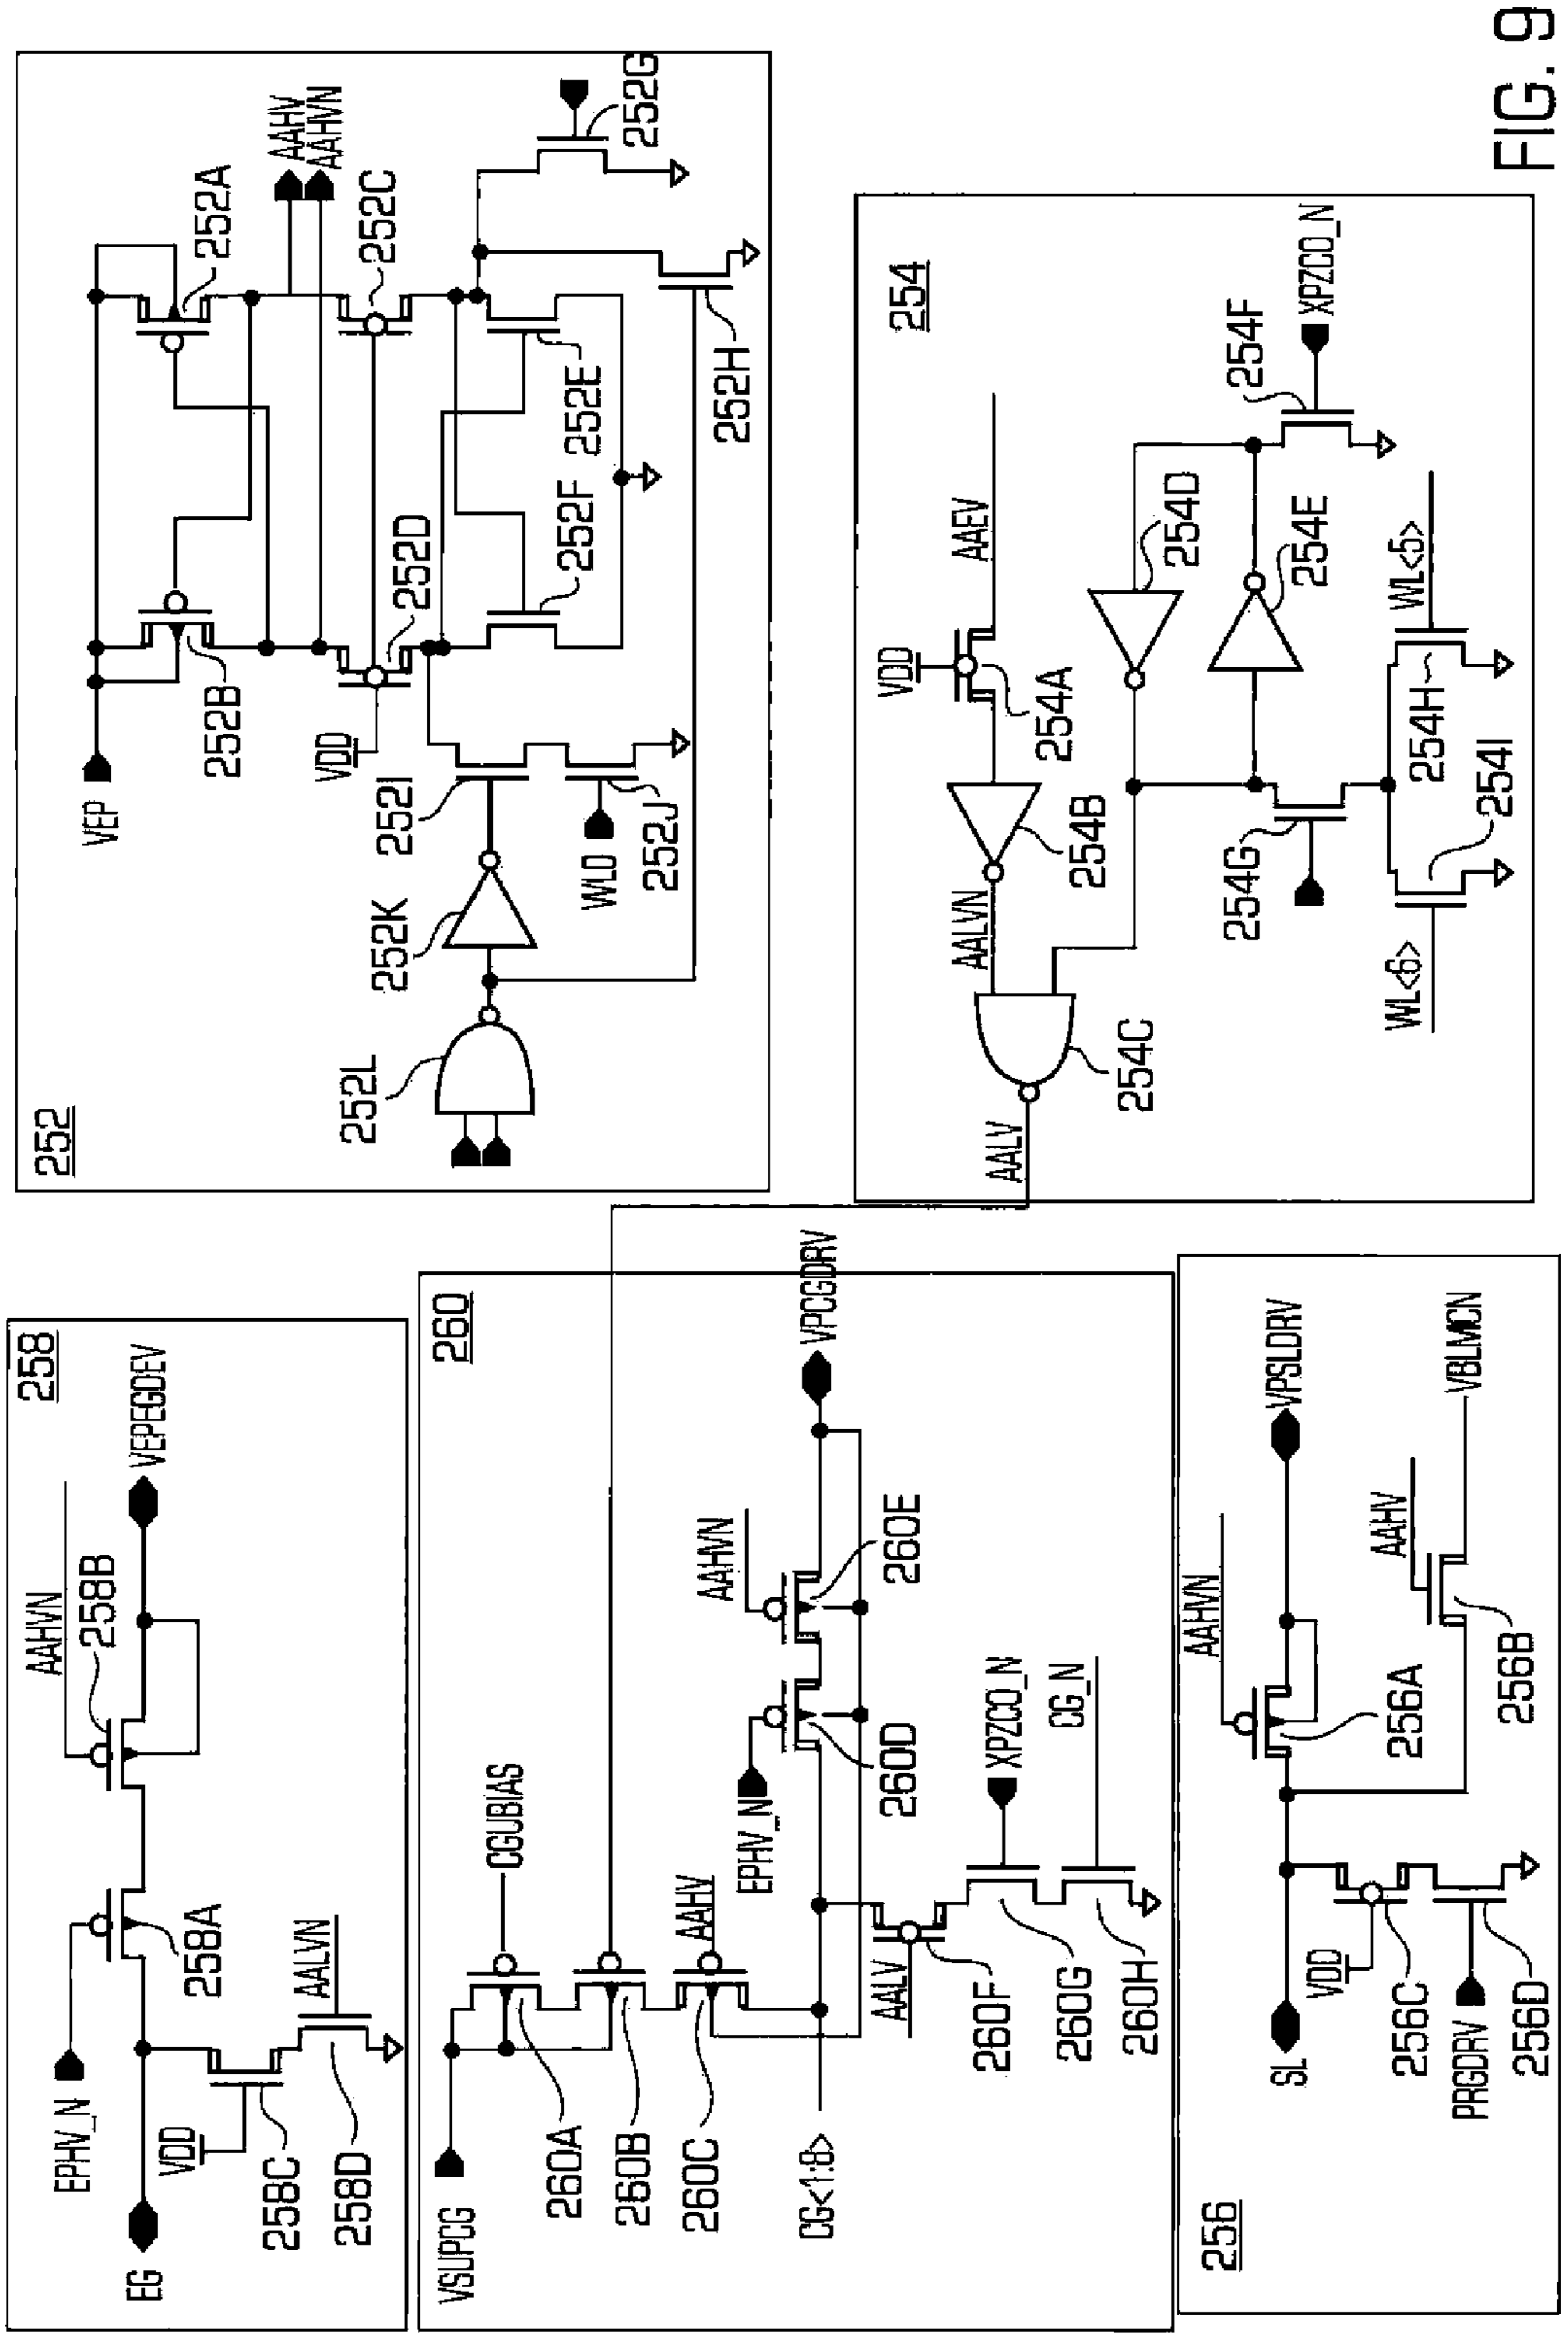 258
AAHVN
258B
VEPEGDEV
EPHV_N
258A
EG
VDD
258C
258D
AALVN
260
VSUPCG
CGUBIAS
260A
260B
260C
AAHV
CG<1:8>
EPHV_N
260D
AAHVN
260E
VPCGDRV
AALV
260F
260G
260H
XPZCO_N
CG_N
256
SL
VDD
256C
PRGDRV
256D
AAHVN
256A
VPSLDRV
AAHV
256B
VBLMCN
252
VEP
252B
252A
AAHV
AAHVN
VDD
252D
252C
252I
252F
252E
252G
252K
WLO
252J
252H
252L
254
VDD
AAEV
254A
254B
AALVN
AALV
254C
254D
254E
254F
XPZCO_N
254G
WL<5>
254H
254I
WL<6>
FIG. 9